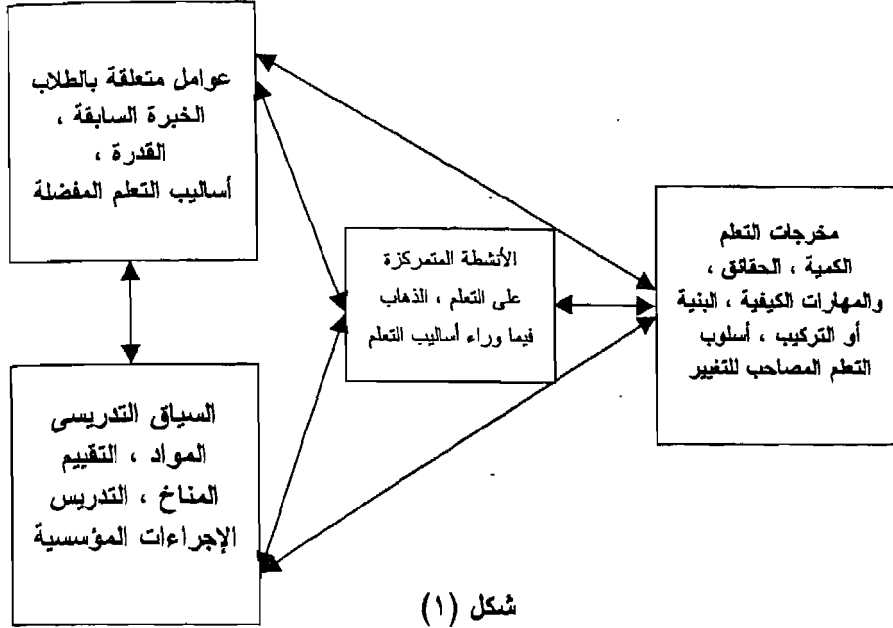 عوامل متعلقة بالطلاب
الخبرة السابقة ،
القدرة ،
أساليب التعلم المفضلة
الأنشطة المتمركزة
على التعلم ، الذهاب
فيما وراء أساليب التعلم
مخرجات التعلم
الكمية ، الحقائق ،
والمهارات الكيفية ، البنية
أو التركيب ، أسلوب
التعلم المصاحب للتغيير
السياق التدريسى
المواد ، التقييم
المناخ ، التدريس
الإجراءات المؤسسية
شكل (١)